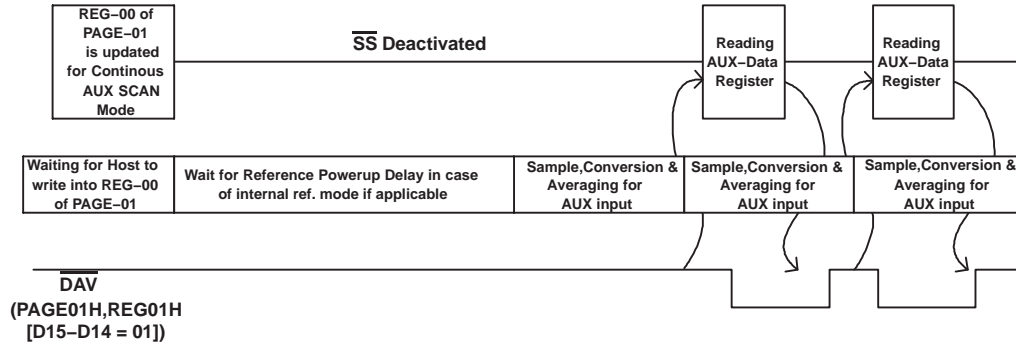 REG–00 of
PAGE–01
is updated
for Continous
AUX SCAN
Mode
SS Deactivated
Reading
AUX–Data
Register
Reading
AUX–Data
Register
Waiting for Host to
write into REG–00
of PAGE–01
Wait for Reference Powerup Delay in case
of internal ref. mode if applicable
Sample,Conversion &
Averaging for
AUX input
Sample,Conversion &
Averaging for
AUX input
Sample,Conversion &
Averaging for
AUX input
DAV
(PAGE01H,REG01H
[D15–D14 = 01])